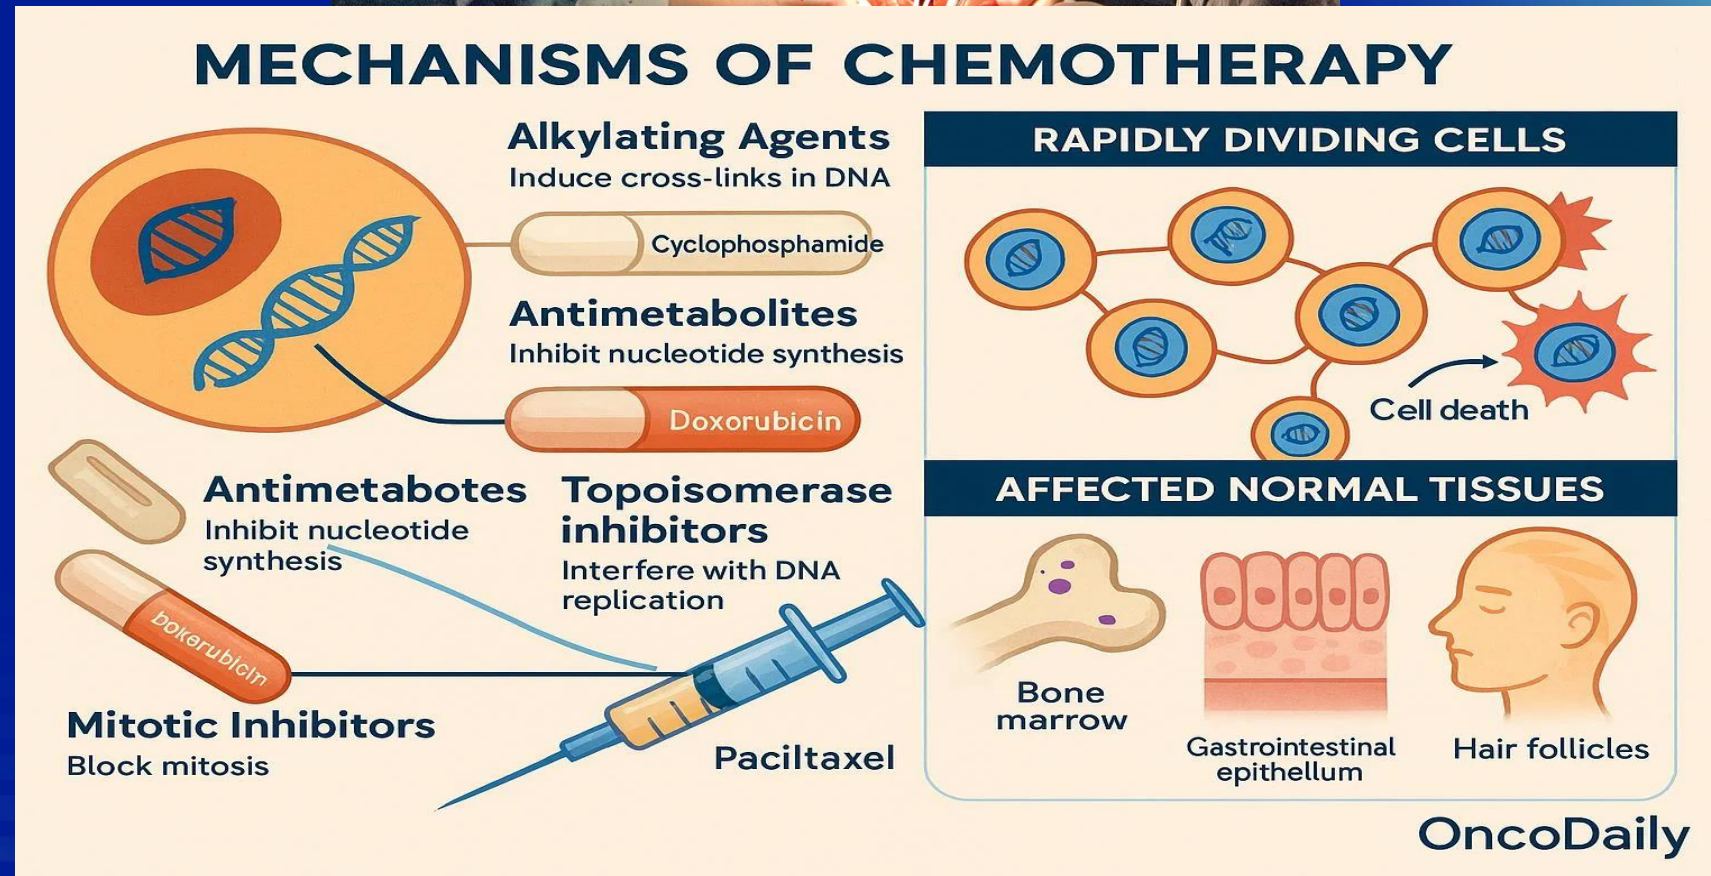 MECHANISMS OF CHEMOTHERAPY
Alkylating Agents
Induce cross-links in DNA
Cyclophosphamide
Antimetabolites
Inhibit nucleotide synthesis
Doxorubicin
Antimetabotes
Inhibit nucleotide
synthesis
Topoisomerase
inhibitors
Interfere with DNA
replication
bokerubicin
Mitotic Inhibitors
Block mitosis
Paciltaxel
RAPIDLY DIVIDING CELLS
Cell death
AFFECTED NORMAL TISSUES
Bone
marrow
Gastrointestinal
epithellum
Hair follicles
OncoDaily